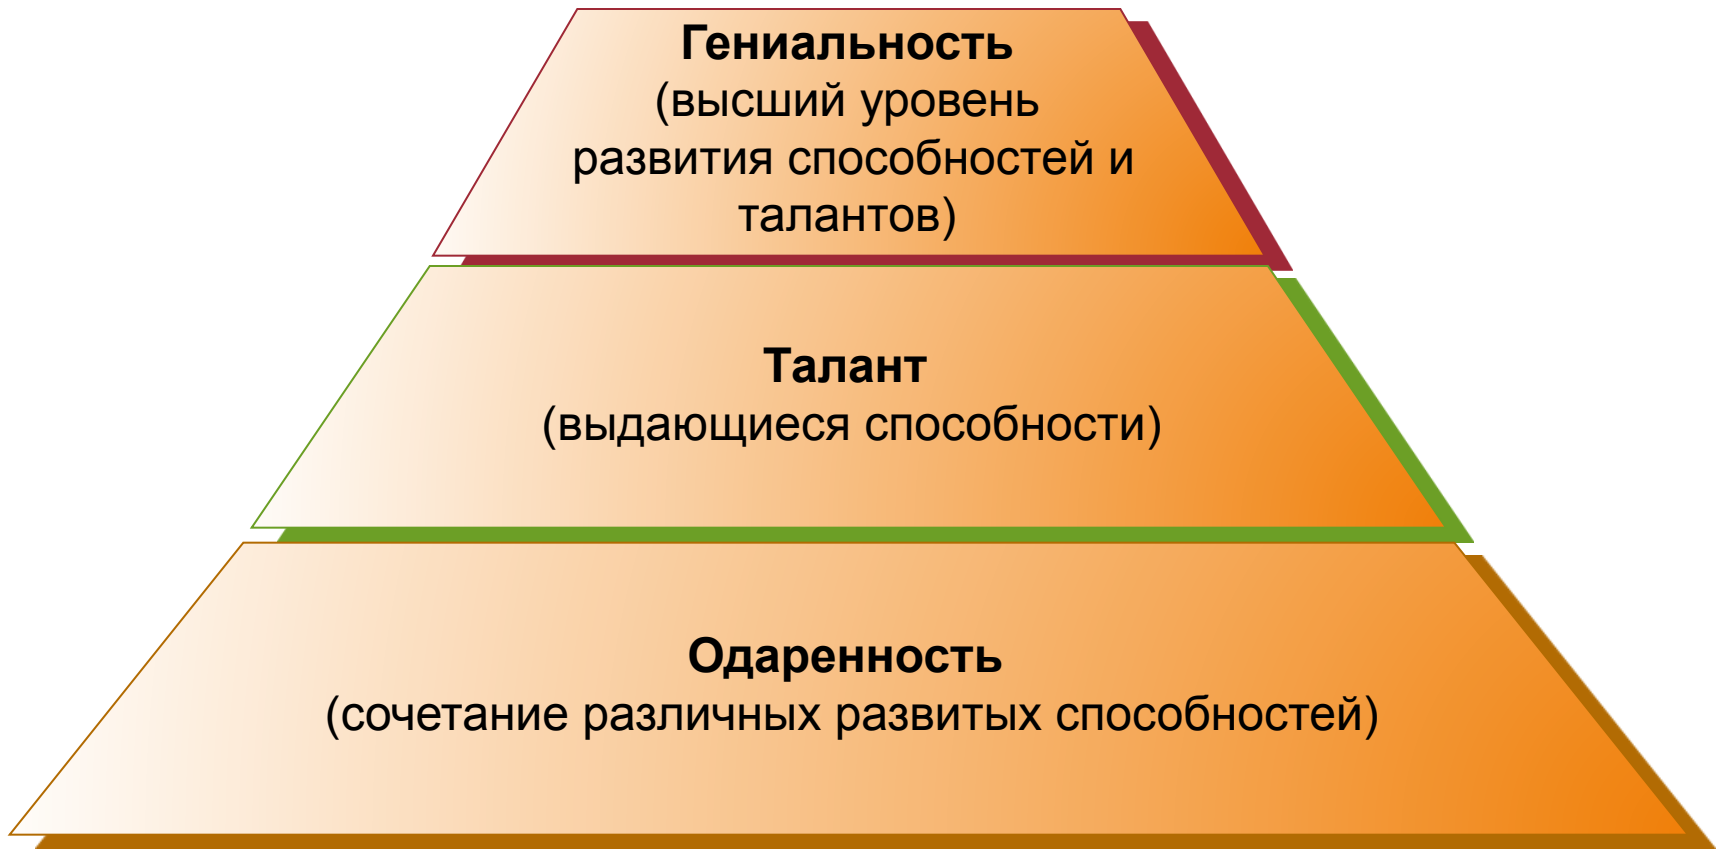 Гениальность
(высший уровень
развития способностей и
талантов)
Талант
(выдающиеся способности)
Одаренность
(сочетание различных развитых способностей)